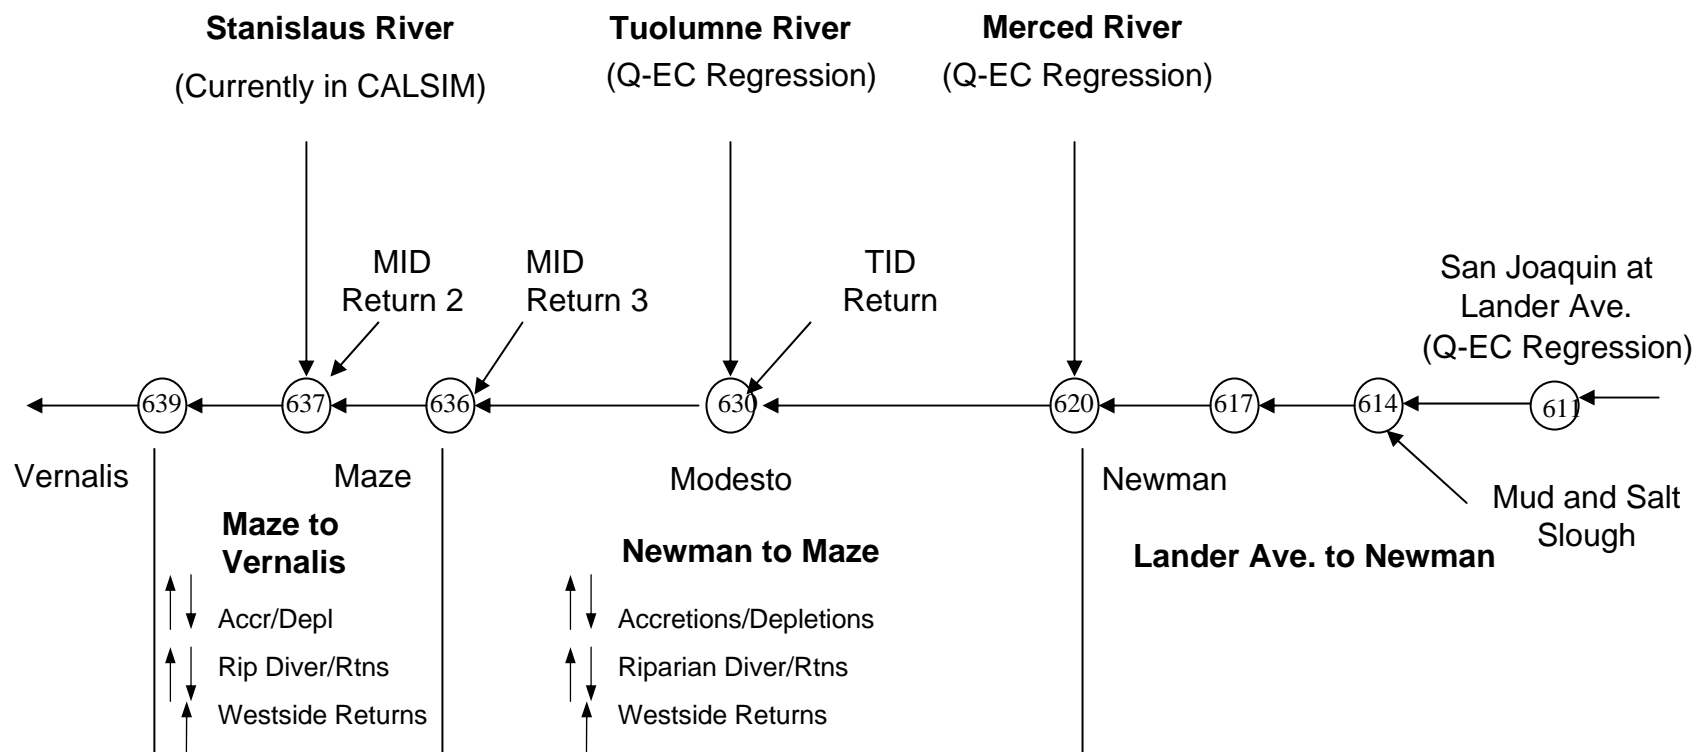 Stanislaus River
(Currently in CALSIM)
Tuolumne River
(Q-EC Regression)
Merced River
(Q-EC Regression)
MID
Return 2
MID
Return 3
TID
Return
San Joaquin at
Lander Ave.
(Q-EC Regression)
639
637
636
630
620
617
614
611
Vernalis
Maze
Modesto
Newman
Mud and Salt
Slough
Maze to
Vernalis
Accr/Depl
Rip Diver/Rtns
Westside Returns
Newman to Maze
Accretions/Depletions
Riparian Diver/Rtns
Westside Returns
Lander Ave. to Newman